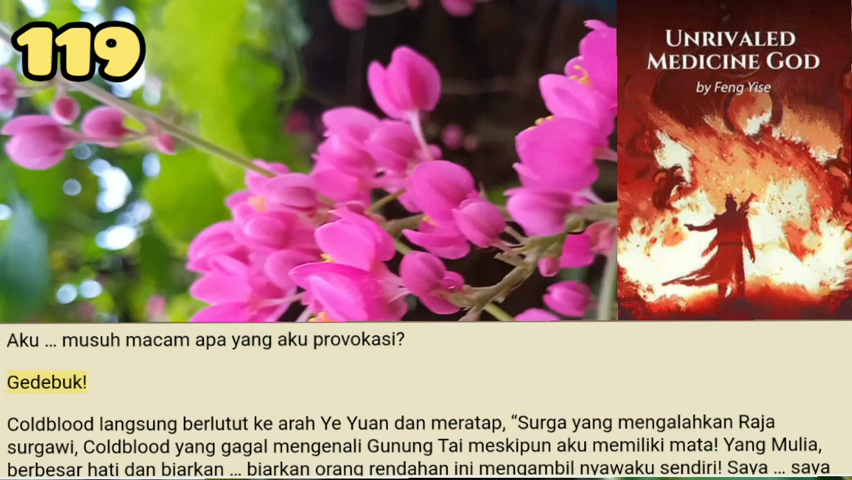 119
UNRIVALED
MEDICINE GOD
by Feng Yise
Aku ... musuh macam apa yang aku provokasi?
Gedebuk!
Coldblood langsung berlutut ke arah Ye Yuan dan meratap, “Surga yang mengalahkan Raja
surgawi, Coldblood yang gagal mengenali Gunung Tai meskipun aku memiliki mata! Yang Mulia,
berbesar hati dan biarkan ... biarkan orang rendahan ini mengambil nyawaku sendiri! Saya ... saya